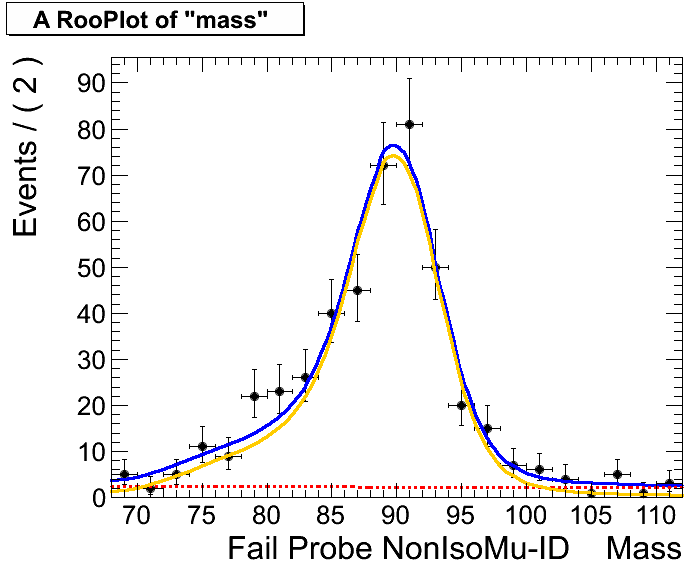 A RooPlot of "mass"
Events / ( 2 )
90
80
70
60
50
40
30
20
10
0
70 75 80 85 90 95 100 105 110
Fail Probe NonIsoMu-ID Mass